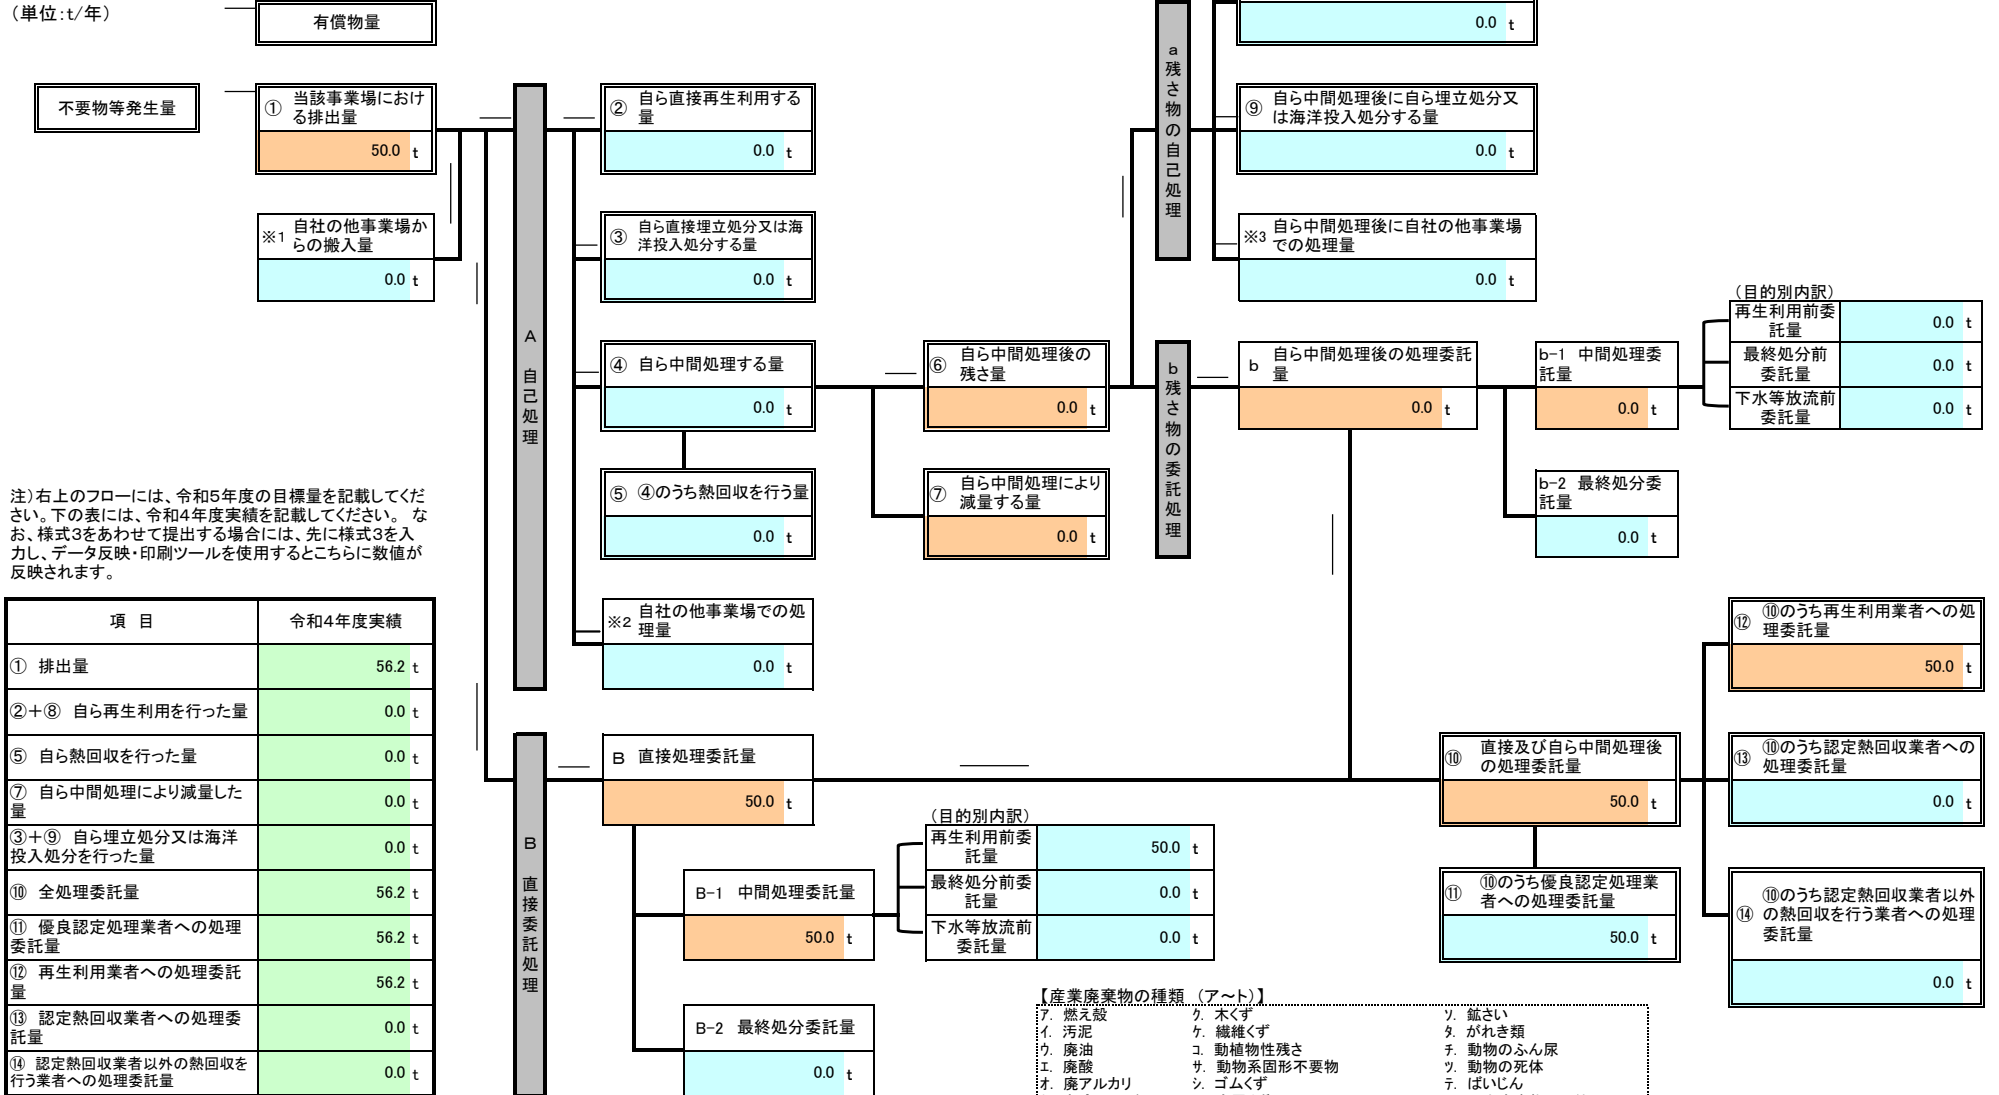 （単位:t/年）
有償物量
0.0 t
不要物等発生量
① 当該事業場におけ
る排出量
50.0 t
※1 自社の他事業場か
らの搬入量
0.0 t
A 自己処理
② 自ら直接再生利用する
量
0.0 t
③ 自ら直接埋立処分又は海
洋投入処分する量
0.0 t
④ 自ら中間処理する量
0.0 t
⑤ ④のうち熱回収を行う量
0.0 t
※2 自社の他事業場での処
理量
0.0 t
⑥ 自ら中間処理後の
残さ量
0.0 t
⑦ 自ら中間処理により
減量する量
0.0 t
a 残さ物の自己処理
⑨ 自ら中間処理後に自ら埋立処分又
は海洋投入処分する量
0.0 t
※3 自ら中間処理後に自社の他事業場
での処理量
0.0 t
b 残さ物の委託処理
b 自ら中間処理後の処理委託
量
0.0 t
b-1 中間処理委
託量
0.0 t
b-2 最終処分委
託量
0.0 t
（目的別内訳）
再生利用前委
託量
0.0 t
最終処分前
委託量
0.0 t
下水等放流前
委託量
0.0 t
注）右上のフローには、令和5年度の目標量を記載してくだ
さい。下の表には、令和4年度実績を記載してください。 な
お、様式3をあわせて提出する場合には、先に様式3を入
力し、データ反映・印刷ツールを使用するとこちらに数値が
反映されます。
項 目 令和4年度実績
① 排出量 56.2 t
②＋⑧ 自ら再生利用を行った量 0.0 t
⑤ 自ら熱回収を行った量 0.0 t
⑦ 自ら中間処理により減量した
量 0.0 t
③＋⑨ 自ら埋立処分又は海洋
投入処分を行った量 0.0 t
⑩ 全処理委託量 56.2 t
⑪ 優良認定処理業者への処理
委託量 56.2 t
⑫ 再生利用業者への処理委託
量 56.2 t
⑬ 認定熱回収業者への処理委
託量 0.0 t
⑭ 認定熱回収業者以外の熱回収を
行う業者への処理委託量 0.0 t
B 直接委託処理
B 直接処理委託量
50.0 t
B-1 中間処理委託量
50.0 t
B-2 最終処分委託量
0.0 t
（目的別内訳）
再生利用前委
託量
50.0 t
最終処分前委
託量
0.0 t
下水等放流前
委託量
0.0 t
⑩ 直接及び自ら中間処理後
の処理委託量
50.0 t
⑪ ⑩のうち優良認定処理業
者への処理委託量
50.0 t
⑫ ⑩のうち再生利用業者への処
理委託量
50.0 t
⑬ ⑩のうち認定熱回収業者への
処理委託量
0.0 t
⑭ ⑩のうち認定熱回収業者以外
の熱回収を行う業者への処理
委託量
0.0 t
【産業廃棄物の種類 （ア～ト）】
ア. 燃え殻 ク. 木くず ソ. 鉱さい
イ. 汚泥 ケ. 繊維くず タ. がれき類
ウ. 廃油 コ. 動植物性残さ チ. 動物のふん尿
エ. 廃酸 サ. 動物系固形不要物 ツ. 動物の死体
オ. 廃アルカリ シ. ゴムくず テ. ばいじん